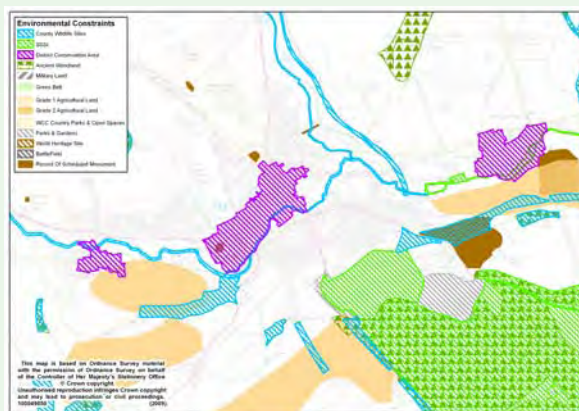 Environmental Constraints
County Wildlife Sites
SSSI
District Conservation Area
Ancient Woodland
Military Land
Green Belt
Grade 1 Agricultural Land
Grade 2 Agricultural Land
WCC Country Parks & Open Spaces
Parks & Gardens
World Heritage Site
BattleField
Record Of Scheduled Monument
This map is based on Ordnance Survey material
with the permission of Ordnance Survey on behalf
of the Controller of Her Majesty's Stationery Office
© Crown copyright
Unauthorised reproduction infringes Crown copyright
and may lead to prosecution or civil proceedings.
(2009)